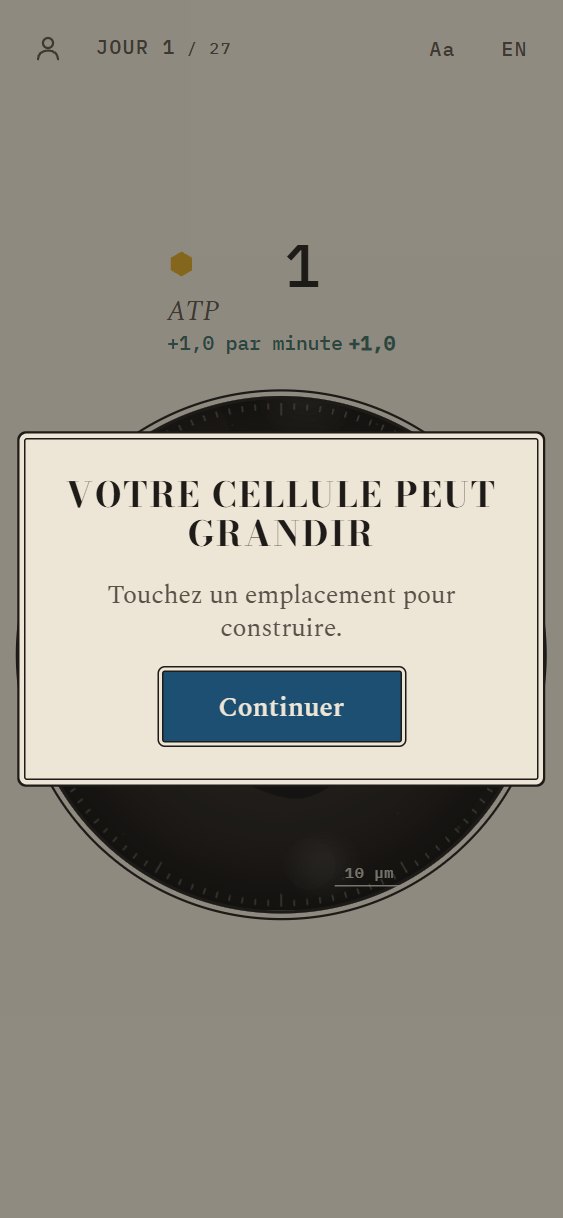 JOUR 1 / 27
Aa
EN
1
ATP
+1,0 par minute +1,0
VOTRE CELLULE PEUT
GRANDIR
Touchez un emplacement pour
construire.
Continuer
10 µm